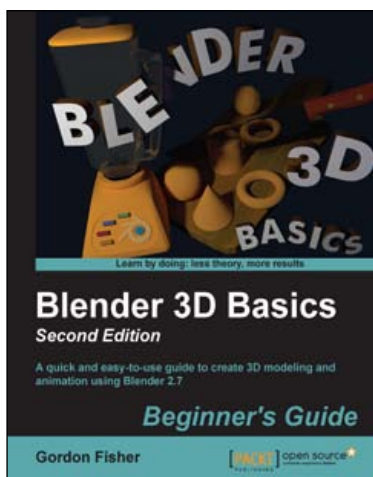 BLENDER
3D
BASICS
Learn by doing: less theory, more results
Blender 3D Basics
Second Edition
A quick and easy-to-use guide to create 3D modeling and
animation using Blender 2.7
Beginner's Guide
Gordon Fisher
[PACKT] open source*
PUBLISHING